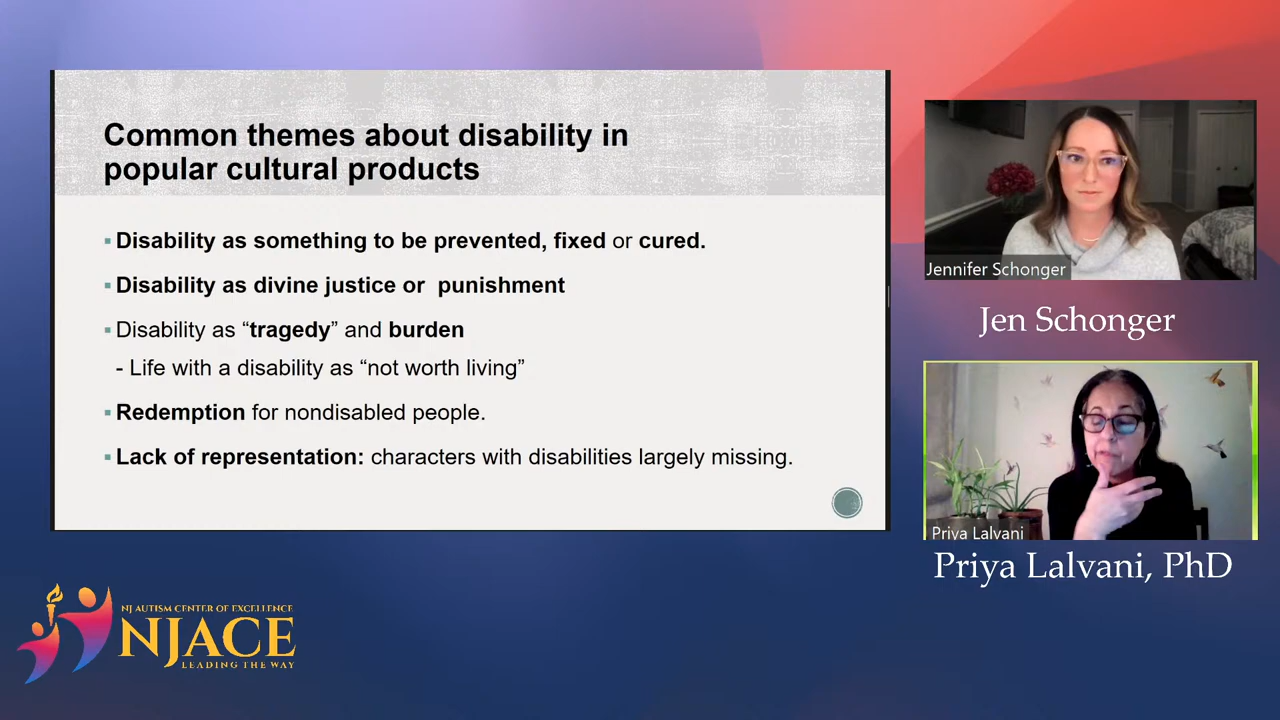 Common themes about disability in
popular cultural products
▪ Disability as something to be prevented, fixed or cured.
▪ Disability as divine justice or  punishment
▪ Disability as “tragedy” and burden
- Life with a disability as “not worth living”
▪ Redemption for nondisabled people.
▪ Lack of representation: characters with disabilities largely missing.
Jennifer Schonger
Jen Schonger
Priya Lalvani
Priya Lalvani, PhD
NJ AUTISM CENTER OF EXCELLENCE
NJACE
LEADING THE WAY